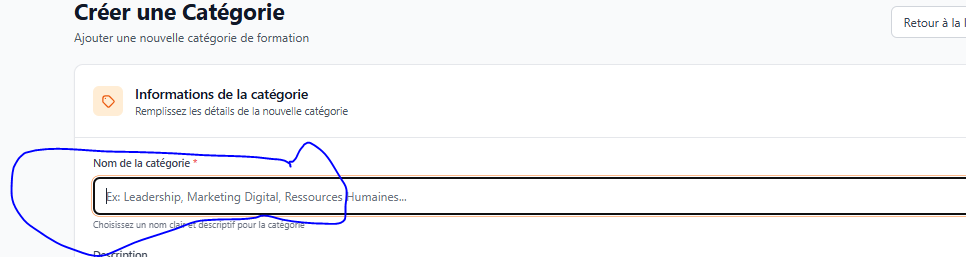 Créer une Catégorie
Ajouter une nouvelle catégorie de formation
Retour à la
Informations de la catégorie
Remplissez les détails de la nouvelle catégorie
Nom de la catégorie *
Ex: Leadership, Marketing Digital, Ressources Humaines...
Choisissez un nom clair et descriptif pour la catégorie
Description